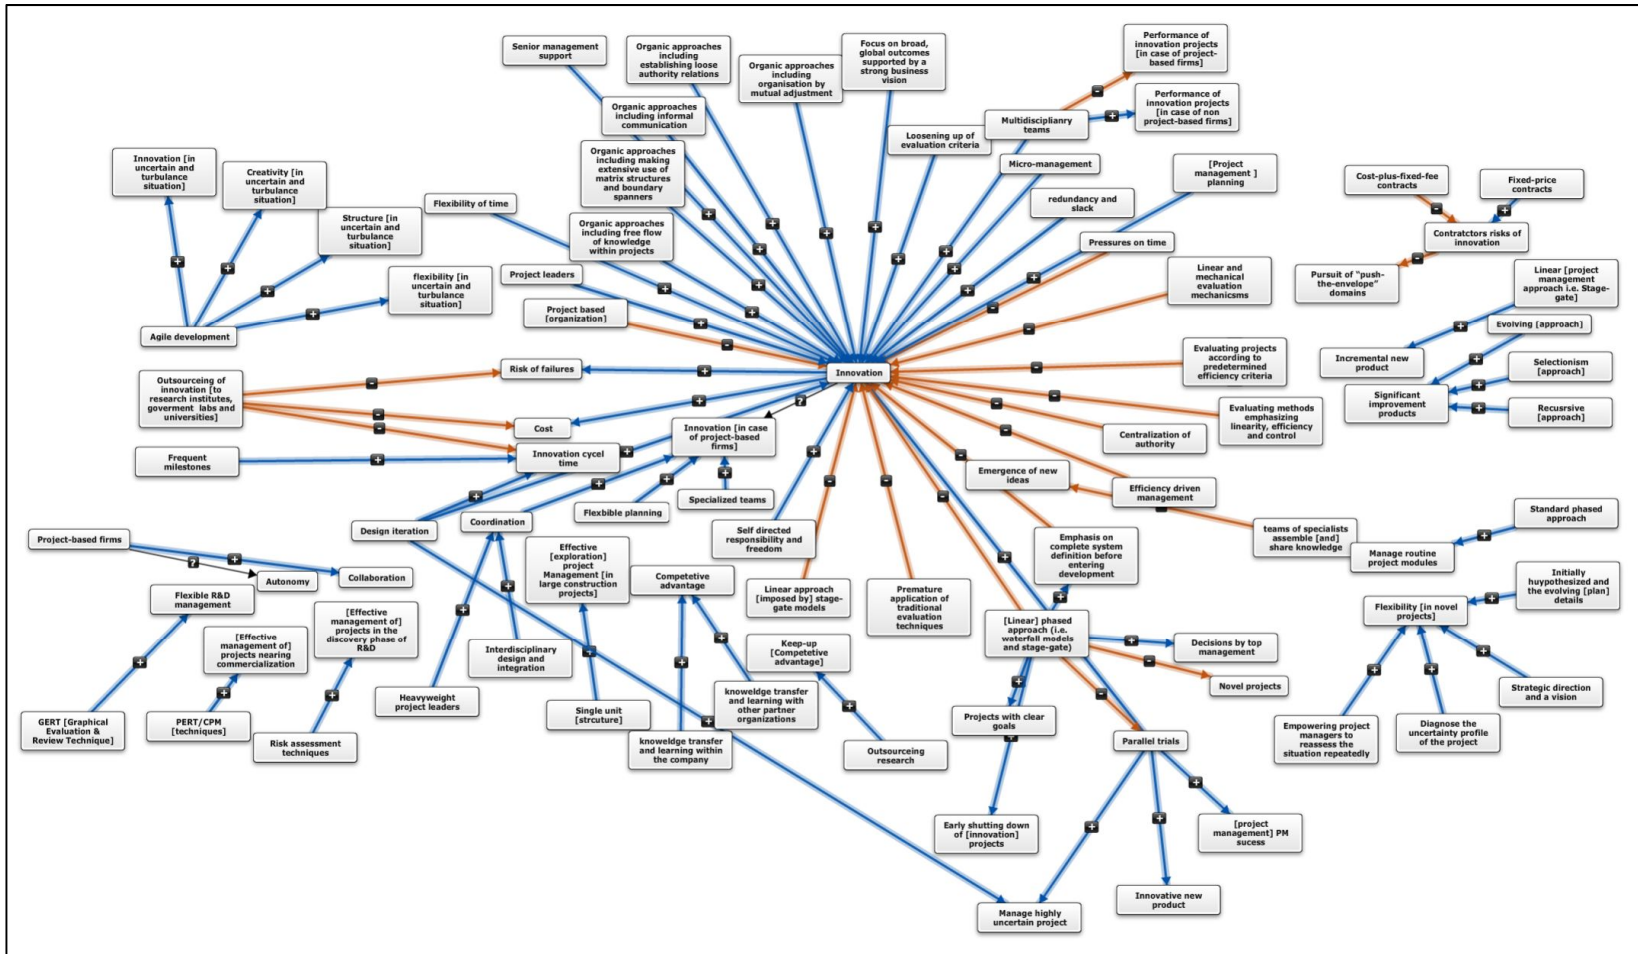 Senior management
support
Organic approaches
including
establishing loose
authority relations
Organic approaches
including
organisation by
mutual adjustment
Focus on broad,
global outcomes
supported by a
strong business
vision
Performance of
innovation projects
[in case of project-
based firms]
Performance of
innovation projects
[in case of non
project-based firms]
Organic approaches
including informal
communication
Multidisciplianry
teams
Loosening up of
evaluation criteria
Organic approaches
including making
extensive use of
matrix structures
and boundary
spanners
Micro-management
[Project
management ]
planning
Innovation [in
uncertain and
turbulance
situation]
Creativity [in
uncertain and
turbulance
situation]
Structure [in
uncertain and
turbulance
situation]
flexibility [in
uncertain and
turbulance
situation]
Agile development
Flexibility of time
Organic approaches
including free flow
of knowledge
within projects
redundancy and
slack
Pressures on time
Cost-plus-fixed-fee
contracts
Fixed-price
contracts
Contratctors risks of
innovation
Pursuit of “push-
the-envelope”
domains
Linear [project
management
approach i.e. Stage-
gate]
Project leaders
Project based
[organization]
Linear and
mechanical
evaluation
mechanicsms
Evolving [approach]
Incremental new
product
Selectionism
[approach]
Significant
improvement
products
Recusrsive
[approach]
Outsourceing of
innovation [to
research institutes,
goverment labs and
universities]
Risk of failures
Innovation
Evaluating projects
according to
predetermined
efficiency criteria
Evaluating methods
emphasizing
linearity, efficiency
and control
Cost
Innovation [in case
of project-based
firms]
Centralization of
authority
Frequent
milestones
Innovation cycel
time
Emergence of new
ideas
Efficiency driven
management
Specialized teams
Flexbible planning
Design iteration
Coordination
Self directed
responsibility and
freedom
teams of specialists
assemble [and]
share knowledge
Standard phased
approach
Manage routine
project modules
Project-based firms
Autonomy
Collaboration
Effective
[exploration]
project
Management [in
large construction
projects]
Competetive
advantage
Linear approach
[imposed by] stage-
gate models
Premature
application of
traditional
evaluation
techniques
Emphasis on
complete system
definition before
entering
development
Initially
huypothesized and
the evolving [plan]
details
Flexible R&D
management
[Effective
management of]
projects nearing
commercialization
[Effective
management of]
projects in the
discovery phase of
R&D
Flexibility [in novel
projects]
Interdisciplinary
design and
integration
Keep-up
[Competetive
advantage]
[Linear] phased
approach (i.e.
waterfall models
and stage-gate)
Decisions by top
management
Novel projects
Heavyweight
project leaders
Single unit
[strcuture]
knoweldge transfer
and learning with
other partner
organizations
Projects with clear
goals
Strategic direction
and a vision
GERT [Graphical
Evaluation &
Review Technique]
PERT/CPM
[techniques]
Risk assessment
techniques
knoweldge transfer
and learning within
the company
Outsourceing
research
Parallel trials
Empowering project
managers to
reassess the
situation repeatedly
Diagnose the
uncertainty profile
of the project
Early shutting down
of [innovation]
projects
[project
management] PM
sucess
Manage highly
uncertain project
Innovative new
product